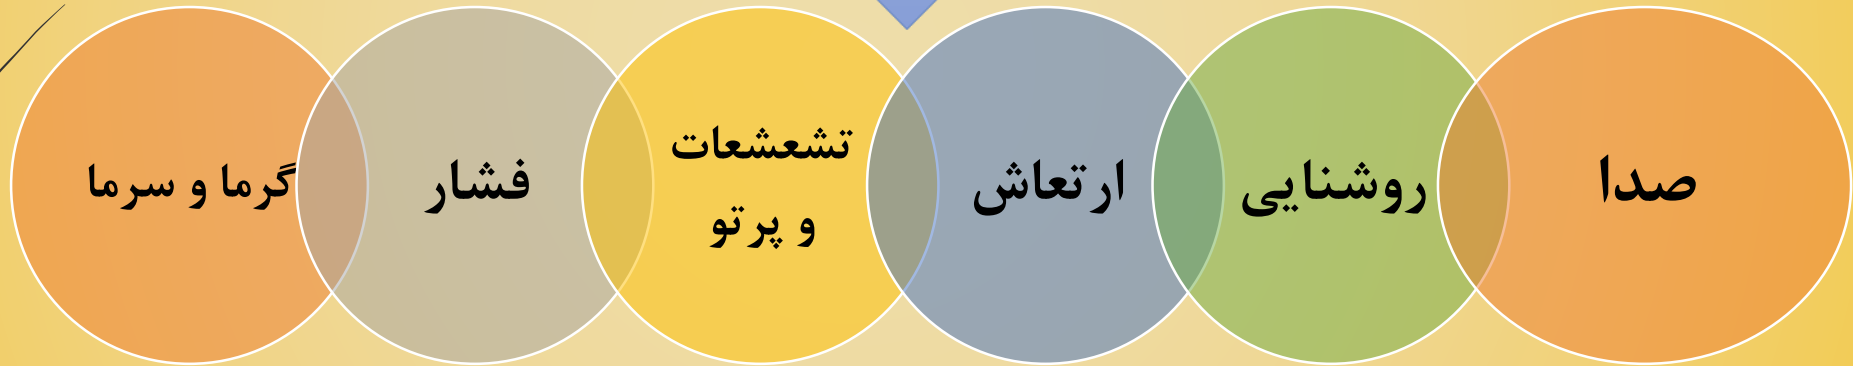 صدا
روشنایی
ارتعاش
تشعشعات
و پرتو
فشار
گرما و سرما